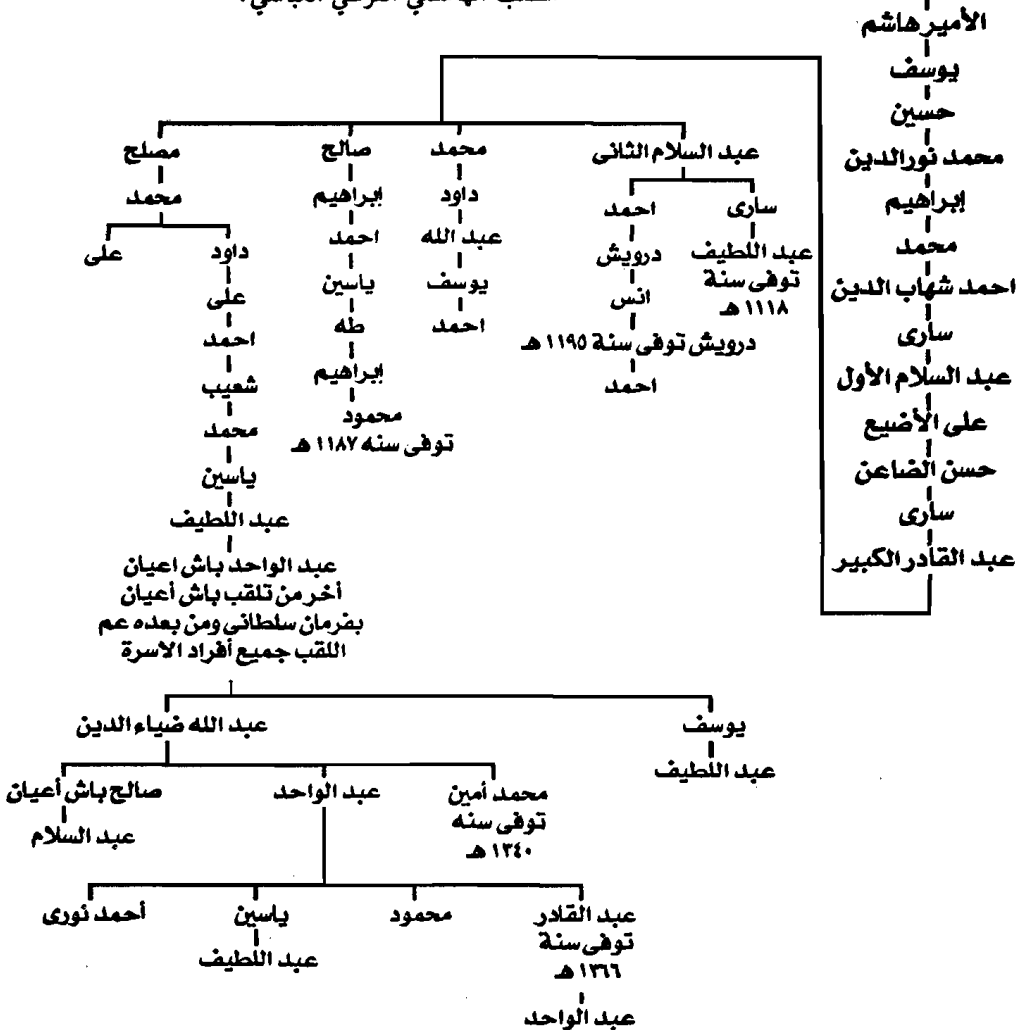 الأمير هاشم
يوسف
حسين
محمد نورالدين
إبراهيم
محمد
احمد شهاب الدين
سارى
عبد السلام الأول
على الأضيع
حسن الضاعن
سارى
عبد القادر الكبير
عبد السلام الثانى
سارى
عبد اللطيف
توفى سنة
١١١٨ هـ
احمد
درويش
انس
درويش توفى سنة ١١٩٥ هـ
احمد
محمد
داود
عبد الله
يوسف
احمد
صالح
إبراهيم
احمد
ياسين
طه
إبراهيم
محمود
توفى سنه ١١٨٧ هـ
مصلح
محمد
داود
على
على
احمد
شعيب
محمد
ياسين
عبد اللطيف
عبد الواحد باش اعيان
أخر من تلقب باش أعيان
بفرمان سلطانى ومن بعده عم
اللقب جميع أفراد الاسرة
يوسف
عبد اللطيف
عبد الله ضياء الدين
محمد أمين
توفى سنه
١٣٤٠ هـ
عبد الواحد
صالح باش أعيان
عبد السلام
عبد القادر
توفى سنة
١٣٦٦ هـ
عبد الواحد
محمود
ياسين
عبد اللطيف
أحمد نورى